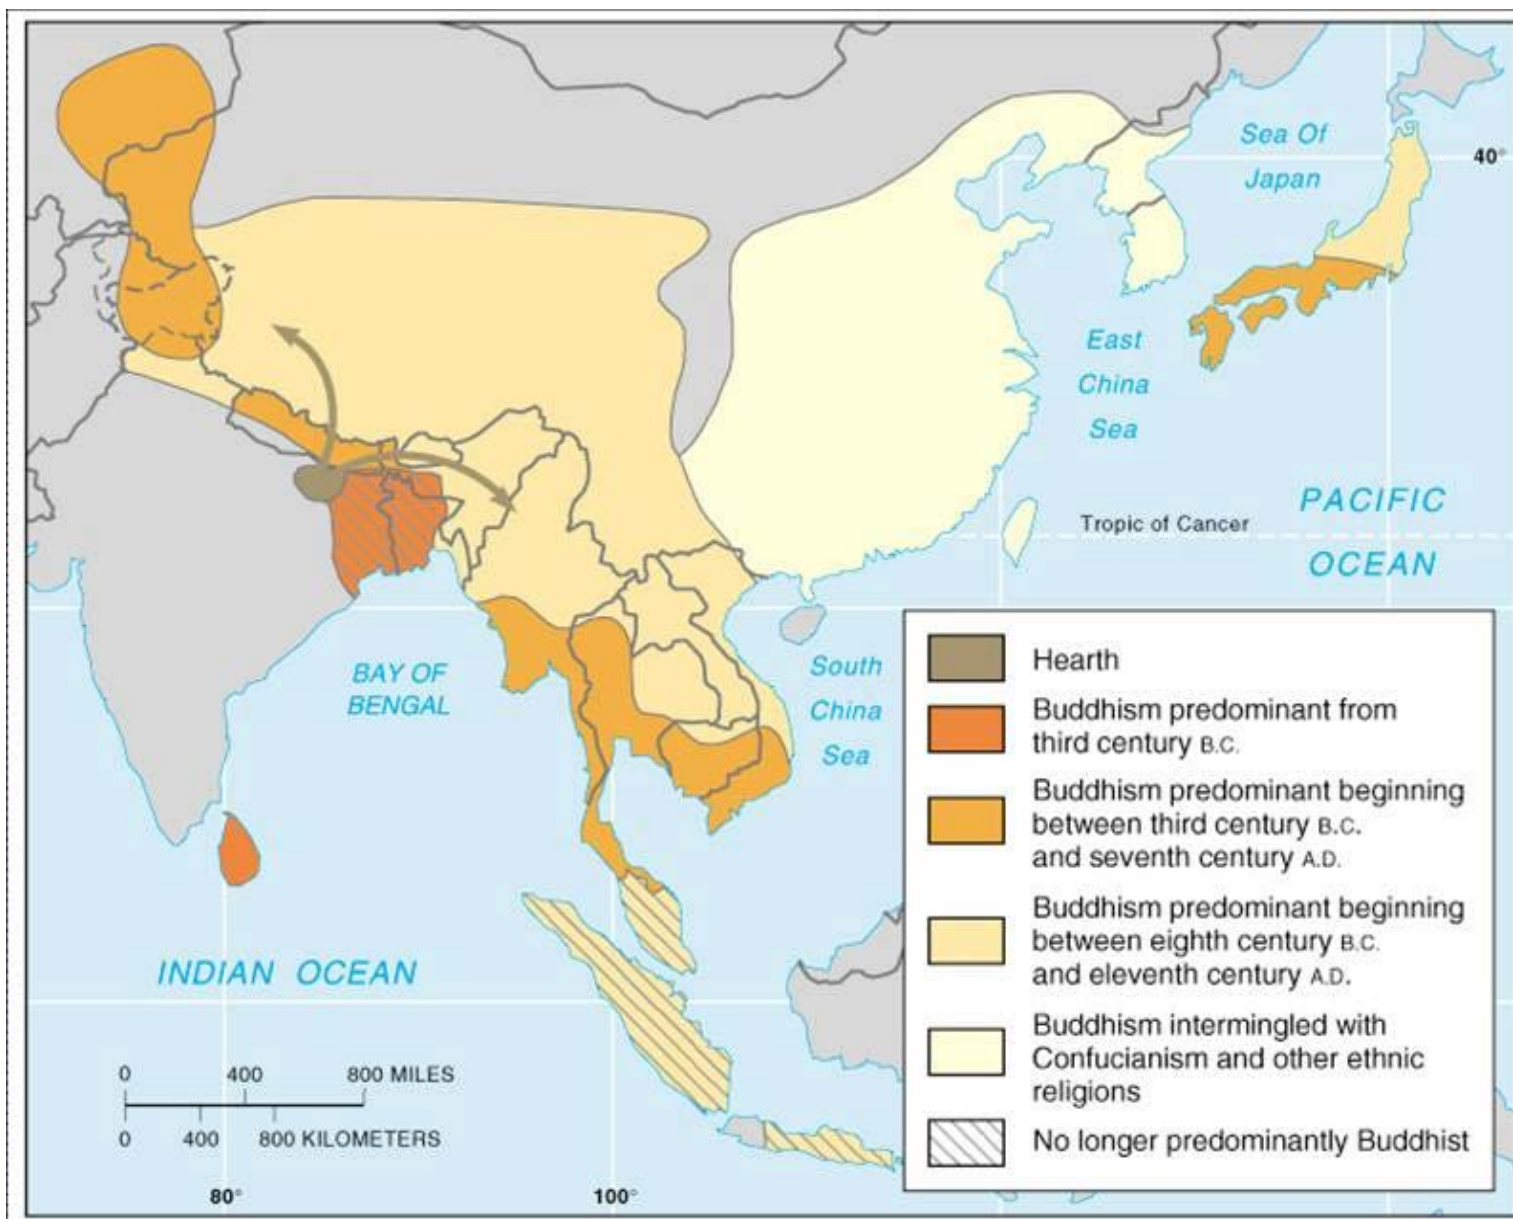 Sea Of
Japan
40°
East
China
Sea
PACIFIC
Tropic of Cancer
OCEAN
BAY OF
BENGAL
South
China
Sea
INDIAN OCEAN
0 400 800 MILES
0 400 800 KILOMETERS
80°
100°
Hearth
Buddhism predominant from
third century B.C.
Buddhism predominant beginning
between third century B.C.
and seventh century A.D.
Buddhism predominant beginning
between eighth century B.C.
and eleventh century A.D.
Buddhism intermingled with
Confucianism and other ethnic
religions
No longer predominantly Buddhist